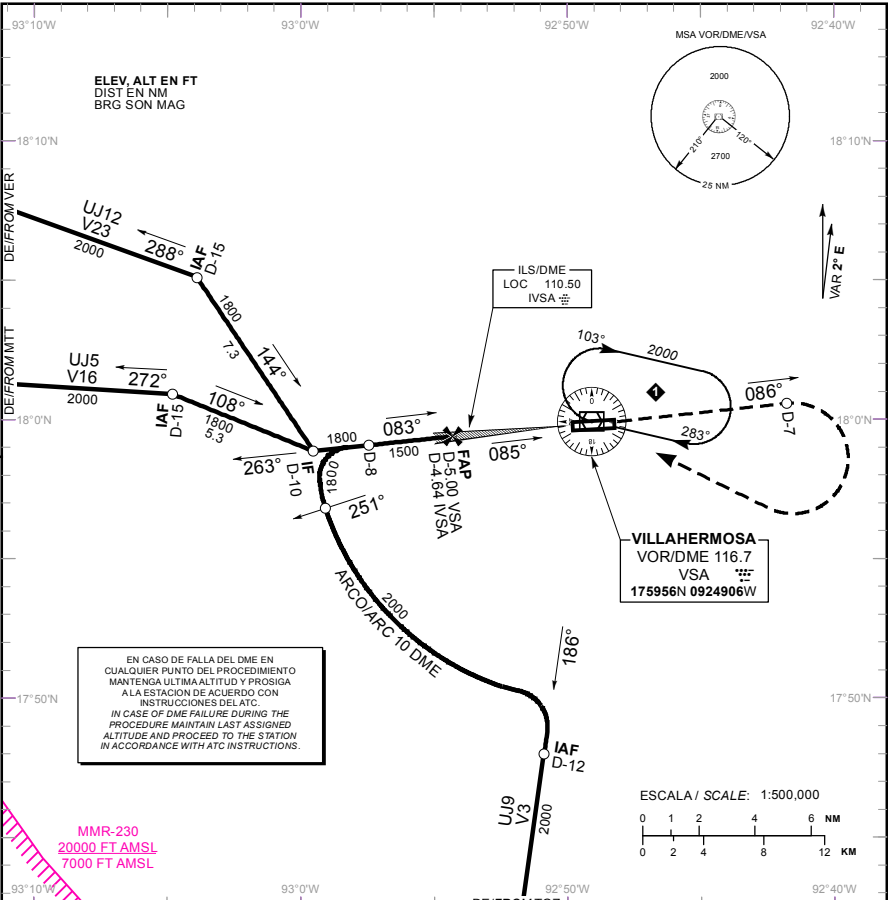 93°10'W
93°0'W
92°50'W
92°40'W
MSA VOR/DME/VSA
2000
210°
120°
2700
25 NM
ELEV, ALT EN FT
DIST EN NM
BRG SON MAG
18°10'N
18°10'N
DE/FROM VER
UJ12
V23
2000
288°
IAF
D-15
VAR 2° E
ILS/DME
LOC 110.50
IVSA
1800
7.3
144°
DE/FROM MTT
UJ5
V16
2000
272°
IAF
D-15
108°
1800
5.3
103°
2000
1
086°
D-7
283°
18°0'N
18°0'N
0
18
1800
083°
1500
085°
D-8
FAP
D-5.00 VSA
D-4.64 IVSA
263°
IF
D-10
1800
251°
VILLAHERMOSA
VOR/DME 116.7
VSA
175956N 0924906W
ARCO/ARC 10 DME
2000
186°
EN CASO DE FALLA DEL DME EN
CUALQUIER PUNTO DEL PROCEDIMIENTO
MANTENGA ULTIMA ALTITUD Y PROSIGA
A LA ESTACION DE ACUERDO CON
INSTRUCCIONES DEL ATC.
IN CASE OF DME FAILURE DURING THE
PROCEDURE MAINTAIN LAST ASSIGNED
ALTITUDE AND PROCEED TO THE STATION
IN ACCORDANCE WITH ATC INSTRUCTIONS.
17°50'N
17°50'N
IAF
D-12
UJ9
V3
2000
ESCALA / SCALE: 1:500,000
0 1 2 4 6 NM
0 2 4 8 12 KM
MMR-230
20000 FT AMSL
7000 FT AMSL
93°10'W
93°0'W
92°50'W
92°40'W